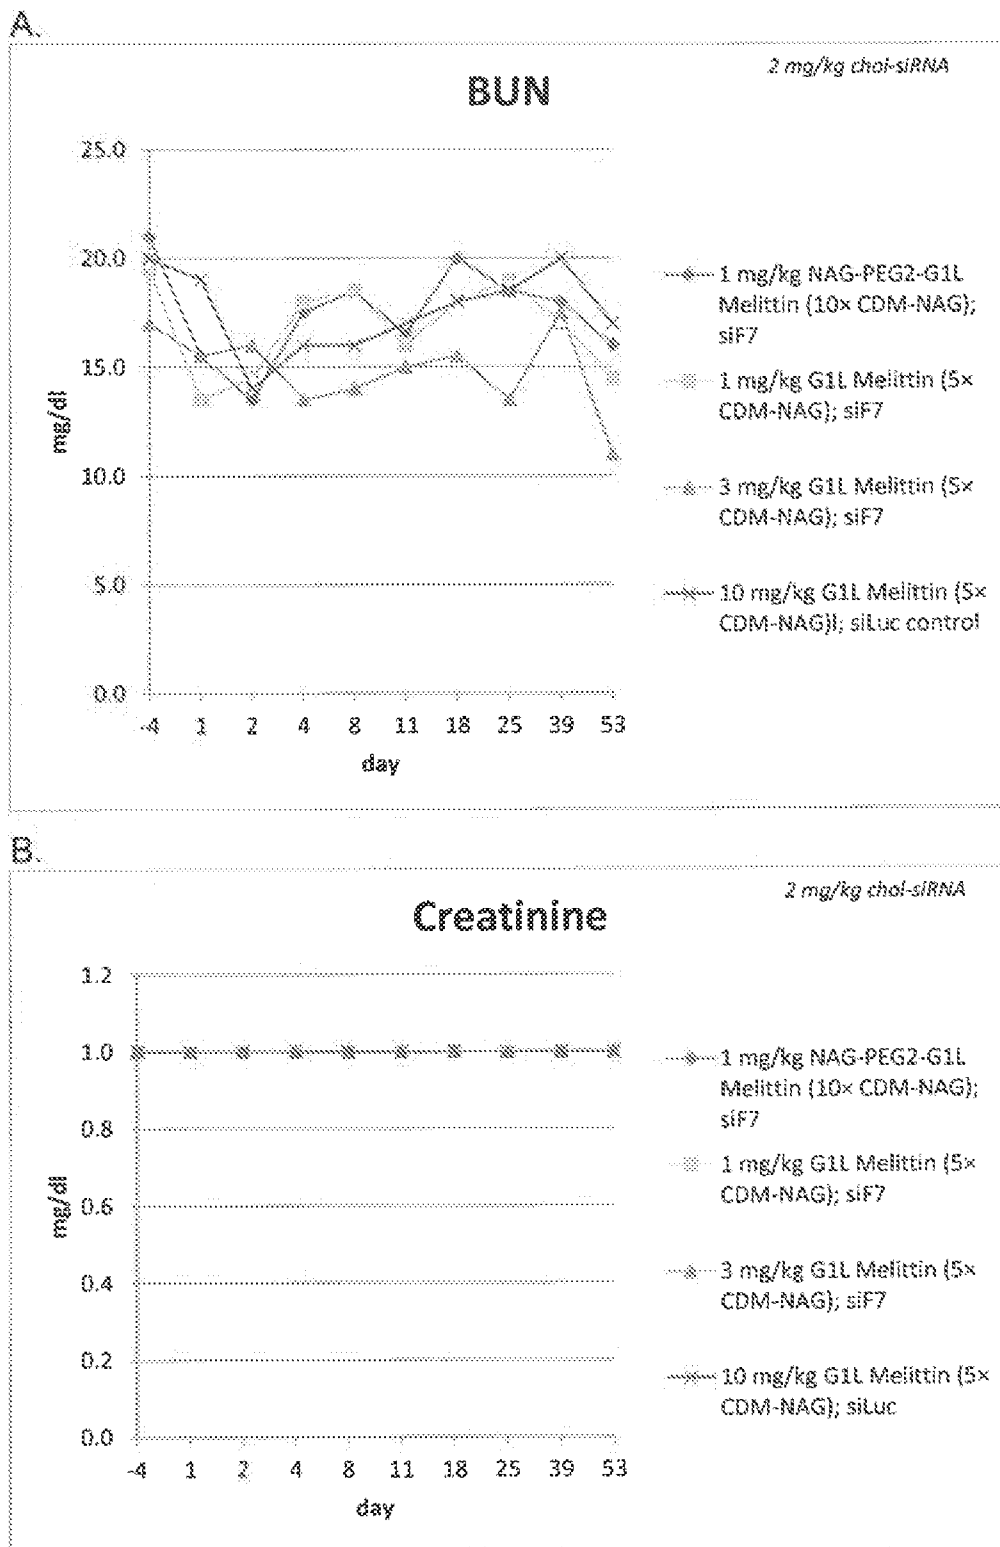 A.
2 mg/kg chol-siRNA
BUN
25.0
20.0
15.0
10.0
5.0
0.0
mg/dl
-4 1 2 4 8 11 18 25 39 53
day
1 mg/kg NAG-PEG2-G1L
Melittin (10× CDM-NAG);
siF7
1 mg/kg G1L Melittin (5×
CDM-NAG); siF7
3 mg/kg G1L Melittin (5×
CDM-NAG); siF7
10 mg/kg G1L Melittin (5×
CDM-NAG)l; siLuc control
B.
2 mg/kg chol-siRNA
Creatinine
1.2
1.0
0.8
0.6
0.4
0.2
0.0
mg/dl
-4 1 2 4 8 11 18 25 39 53
day
1 mg/kg NAG-PEG2-G1L
Melittin (10× CDM-NAG);
siF7
1 mg/kg G1L Melittin (5×
CDM-NAG); siF7
3 mg/kg G1L Melittin (5×
CDM-NAG); siF7
10 mg/kg G1L Melittin (5×
CDM-NAG); siLuc